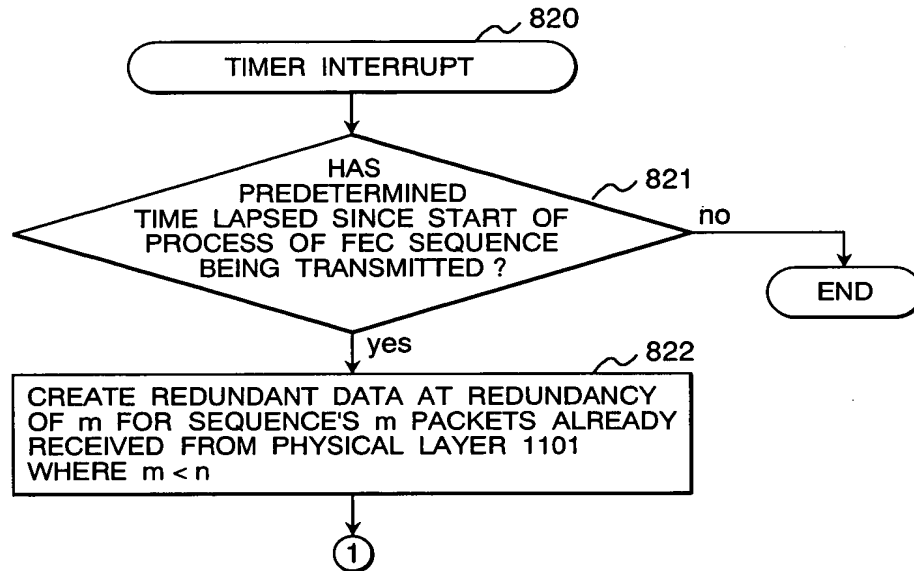 820
TIMER INTERRUPT
HAS
PREDETERMINED
TIME LAPSED SINCE START OF
PROCESS OF FEC SEQUENCE
BEING TRANSMITTED ?
821
no
END
yes
822
CREATE REDUNDANT DATA AT REDUNDANCY
OF m FOR SEQUENCE'S m PACKETS ALREADY
RECEIVED FROM PHYSICAL LAYER 1101
WHERE m < n
1